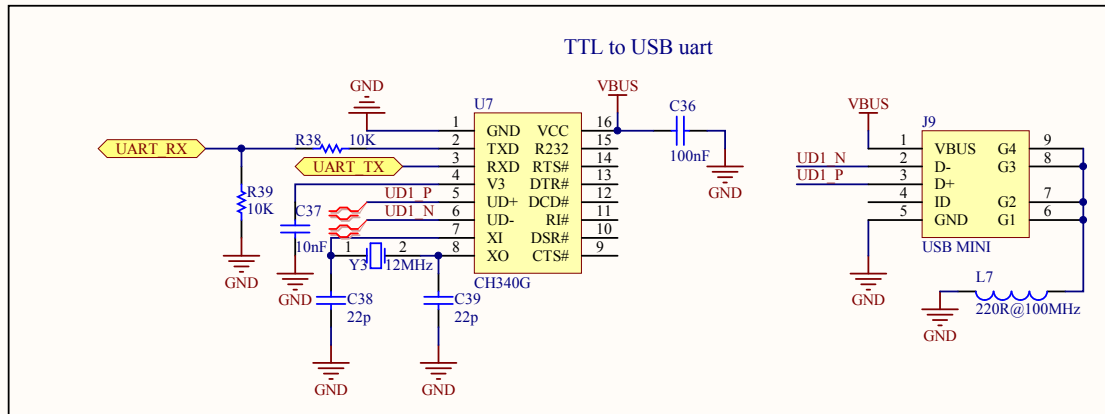 TTL to USB uart
GND
U7
VBUS
C36
100nF
GND
VBUS
J9
UART_RX
R38
10K
UART_TX
R39
10K
C37
10nF
GND
GND
UD1_P
UD1_N
1 GND VCC 16
2 TXD R232 15
3 RXD RTS# 14
4 V3 DTR# 13
5 UD+ DCD# 12
6 UD- RI# 11
7 XI DSR# 10
8 XO CTS# 9
CH340G
1 2
Y3 12MHz
C38
22p
GND
C39
22p
GND
UD1_N
UD1_P
1 VBUS G4 9
2 D- G3 8
3 D+
4 ID G2 7
5 GND G1 6
USB MINI
GND
L7
220R@100MHz
GND